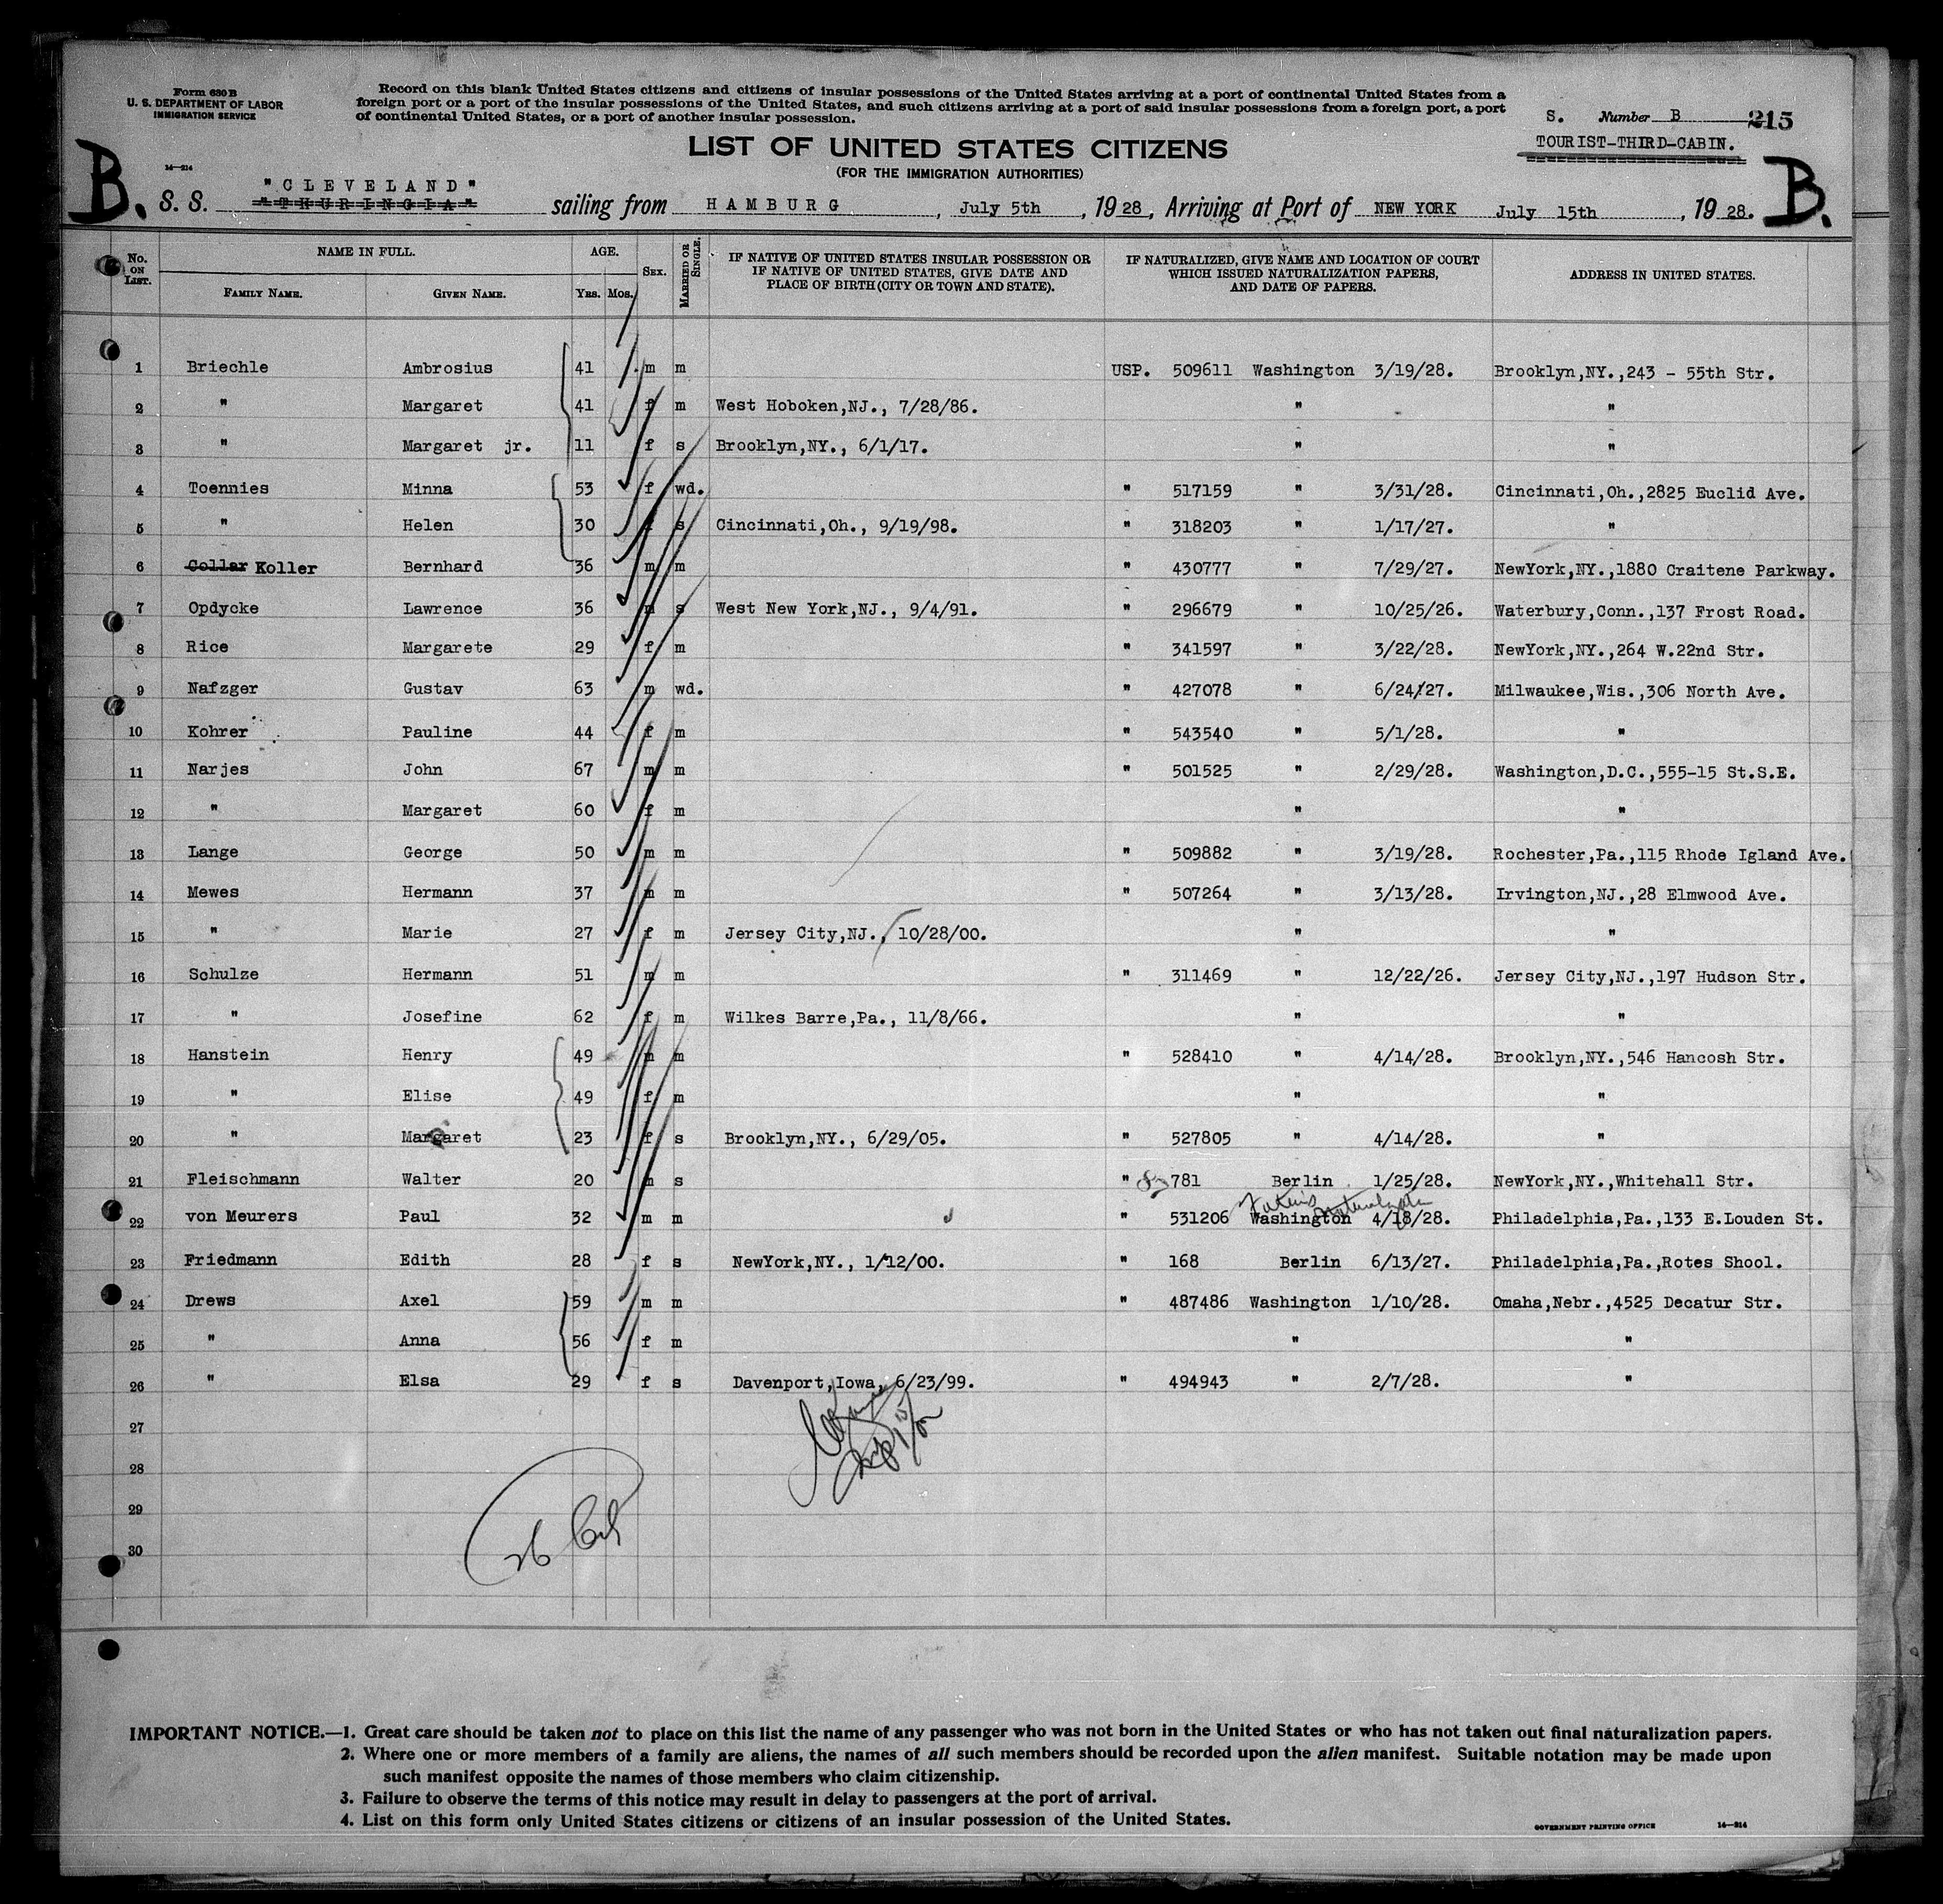 Form 630 B
U. S. DEPARTMENT OF LABOR
IMMIGRATION SERVICE
14—214
Record on this blank United States citizens and citizens of insular possessions of the United States arriving at a port of continental United States from a
foreign port or a port of the insular possessions of the United States, and such citizens arriving at a port of said insular possessions from a foreign port, a port
of continental United States, or a port of another insular possession.
S. Number B 215
TOURIST-THIRD-CABIN.
LIST OF UNITED STATES CITIZENS
(FOR THE IMMIGRATION AUTHORITIES)
B. B.
"CLEVELAND"
S. S. "THURINGIA" sailing from HAMBURG, July 5th, 1928, Arriving at Port of NEW YORK July 15th, 1928.
No. ON LIST. NAME IN FULL. AGE. SEX. MARRIED OR SINGLE. IF NATIVE OF UNITED STATES INSULAR POSSESSION OR IF NATIVE OF UNITED STATES, GIVE DATE AND PLACE OF BIRTH (CITY OR TOWN AND STATE). IF NATURALIZED, GIVE NAME AND LOCATION OF COURT WHICH ISSUED NATURALIZATION PAPERS, AND DATE OF PAPERS. ADDRESS IN UNITED STATES.
FAMILY NAME. GIVEN NAME. YRS. MOS.
1 Briechle Ambrosius 41 m m USP. 509611 Washington 3/19/28. Brooklyn,NY.,243 - 55th Str.
2 " Margaret 41 f m West Hoboken,NJ., 7/28/86. " "
3 " Margaret jr. 11 f s Brooklyn,NY., 6/1/17. " "
4 Toennies Minna 53 f wd. " 517159 " 3/31/28. Cincinnati,Oh.,2825 Euclid Ave.
5 " Helen 30 f s Cincinnati,Oh., 9/19/98. " 318203 " 1/17/27. "
6 Collar Koller Bernhard 36 m m " 430777 " 7/29/27. NewYork,NY.,1880 Craitene Parkway.
7 Opdycke Lawrence 36 m s West New York,NJ., 9/4/91. " 296679 " 10/25/26. Waterbury,Conn.,137 Frost Road.
8 Rice Margarete 29 f m " 341597 " 3/22/28. NewYork,NY.,264 W.22nd Str.
9 Nafzger Gustav 63 m wd. " 427078 " 6/24/27. Milwaukee,Wis.,306 North Ave.
10 Kohrer Pauline 44 f m " 543540 " 5/1/28. "
11 Narjes John 67 m m " 501525 " 2/29/28. Washington,D.C.,555-15 St.S.E.
12 " Margaret 60 f m " "
13 Lange George 50 m m " 509882 " 3/19/28. Rochester,Pa.,115 Rhode Igland Ave.
14 Mewes Hermann 37 m m " 507264 " 3/13/28. Irvington,NJ.,28 Elmwood Ave.
15 " Marie 27 f m Jersey City,NJ., 10/28/00. " "
16 Schulze Hermann 51 m m " 311469 " 12/22/26. Jersey City,NJ.,197 Hudson Str.
17 " Josefine 62 f m Wilkes Barre,Pa., 11/8/66. " "
18 Hanstein Henry 49 m m " 528410 " 4/14/28. Brooklyn,NY.,546 Hancosh Str.
19 " Elise 49 f m " "
20 " Margaret 23 f s Brooklyn,NY., 6/29/05. " 527805 " 4/14/28. "
21 Fleischmann Walter 20 m s " 781 Berlin 1/25/28. NewYork,NY.,Whitehall Str.
22 von Meurers Paul 32 m m " 531206 Washington 4/18/28. Philadelphia,Pa.,133 E.Louden St.
23 Friedmann Edith 28 f s NewYork,NY., 1/12/00. " 168 Berlin 6/13/27. Philadelphia,Pa.,Rotes Shool.
24 Drews Axel 59 m m " 487486 Washington 1/10/28. Omaha,Nebr.,4525 Decatur Str.
25 " Anna 56 f m " "
26 " Elsa 29 f s Davenport,Iowa, 6/23/99. " 494943 " 2/7/28. "
27
28
29
30
26
IMPORTANT NOTICE.—1. Great care should be taken not to place on this list the name of any passenger who was not born in the United States or who has not taken out final naturalization papers.
2. Where one or more members of a family are aliens, the names of all such members should be recorded upon the alien manifest. Suitable notation may be made upon
such manifest opposite the names of those members who claim citizenship.
3. Failure to observe the terms of this notice may result in delay to passengers at the port of arrival.
4. List on this form only United States citizens or citizens of an insular possession of the United States.
GOVERNMENT PRINTING OFFICE 14—214